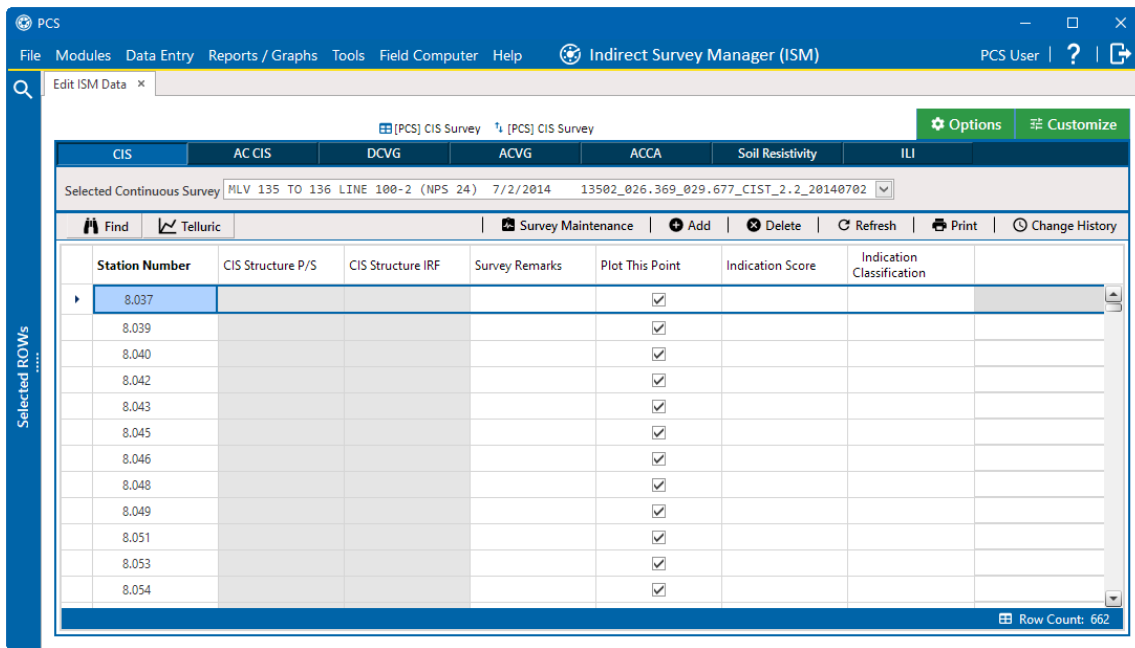 PCS
File Modules Data Entry Reports / Graphs Tools Field Computer Help Indirect Survey Manager (ISM) PCS User | ? |
Edit ISM Data ×
[PCS] CIS Survey [PCS] CIS Survey Options Customize
CIS AC CIS DCVG ACVG ACCA Soil Resistivity ILI
Selected Continuous Survey MLV 135 TO 136 LINE 100-2 (NPS 24) 7/2/2014 13502_026.369_029.677_CIST_2.2_20140702
Find Telluric | Survey Maintenance | Add | Delete | Refresh | Print | Change History
Station Number CIS Structure P/S CIS Structure IRF Survey Remarks Plot This Point Indication Score Indication
Classification
8.037
8.039
8.040
8.042
8.043
8.045
8.046
8.048
8.049
8.051
8.053
8.054
Selected ROWs
Row Count: 662